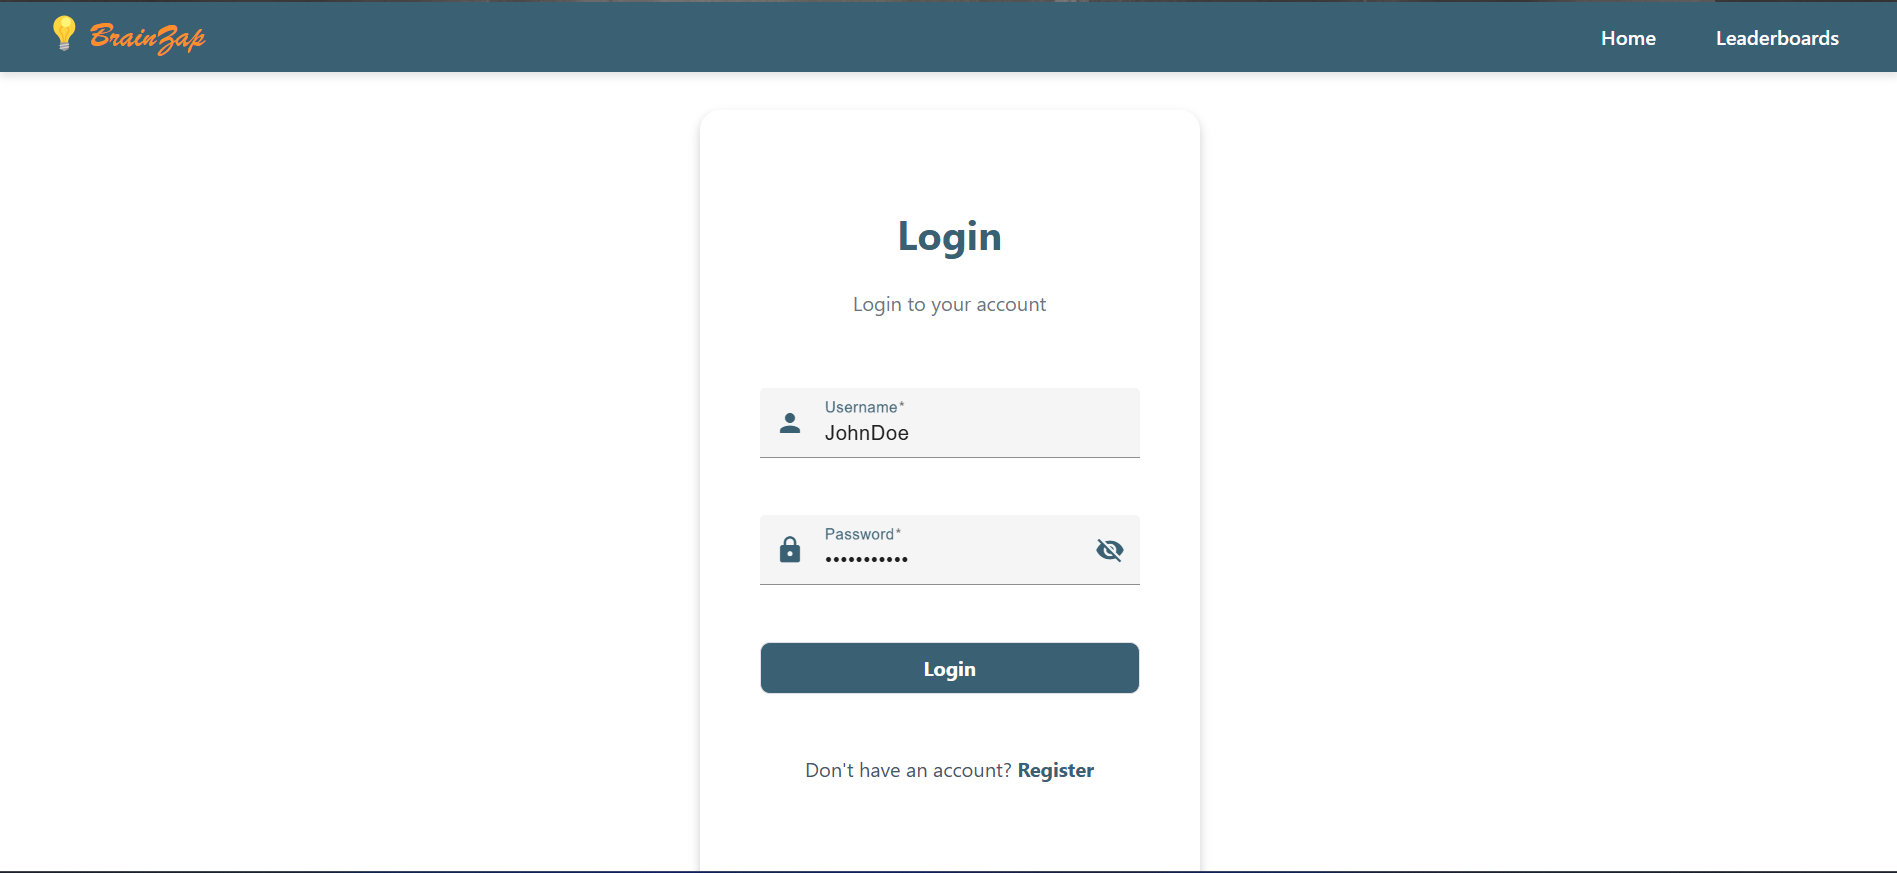 BrainZap
Home
Leaderboards
Login
Login to your account
Username*
JohnDoe
Password*
•••••••••••
Login
Don't have an account? Register